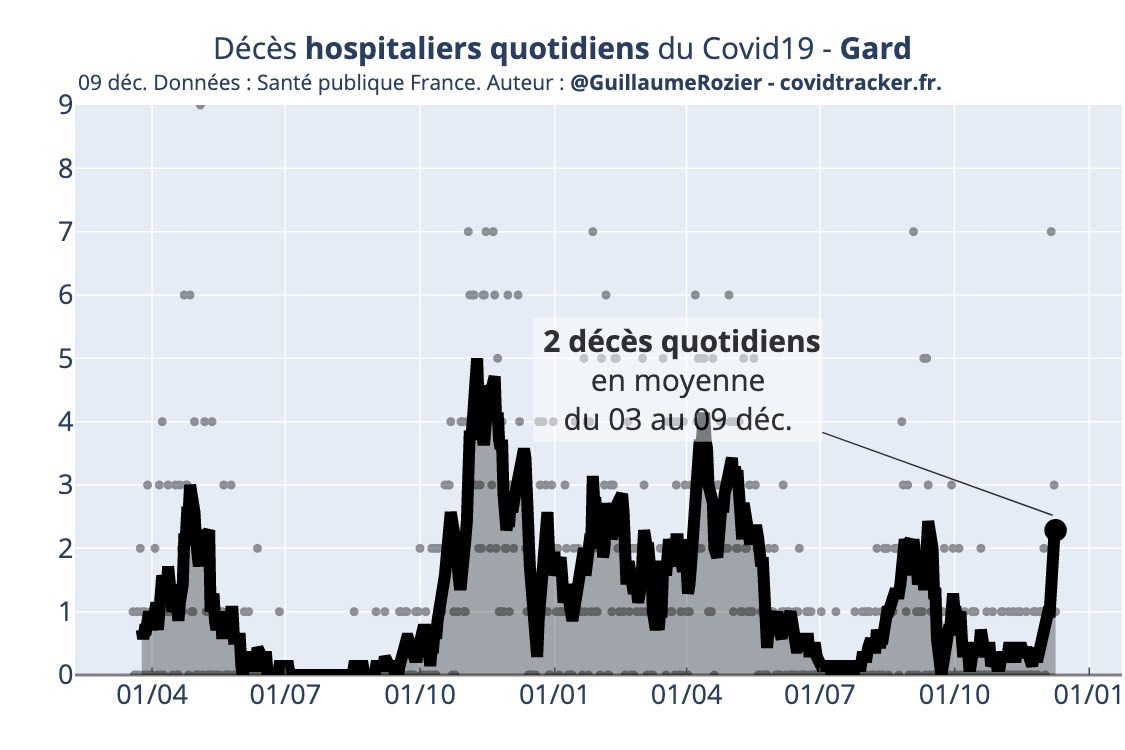 Décès hospitaliers quotidiens du Covid19 - Gard
09 déc. Données : Santé publique France. Auteur : @GuillaumeRozier - covidtracker.fr.
9
8
7
6
5
4
3
2
1
0
2 décès quotidiens
en moyenne
du 03 au 09 déc.
01/04 01/07 01/10 01/01 01/04 01/07 01/10 01/01